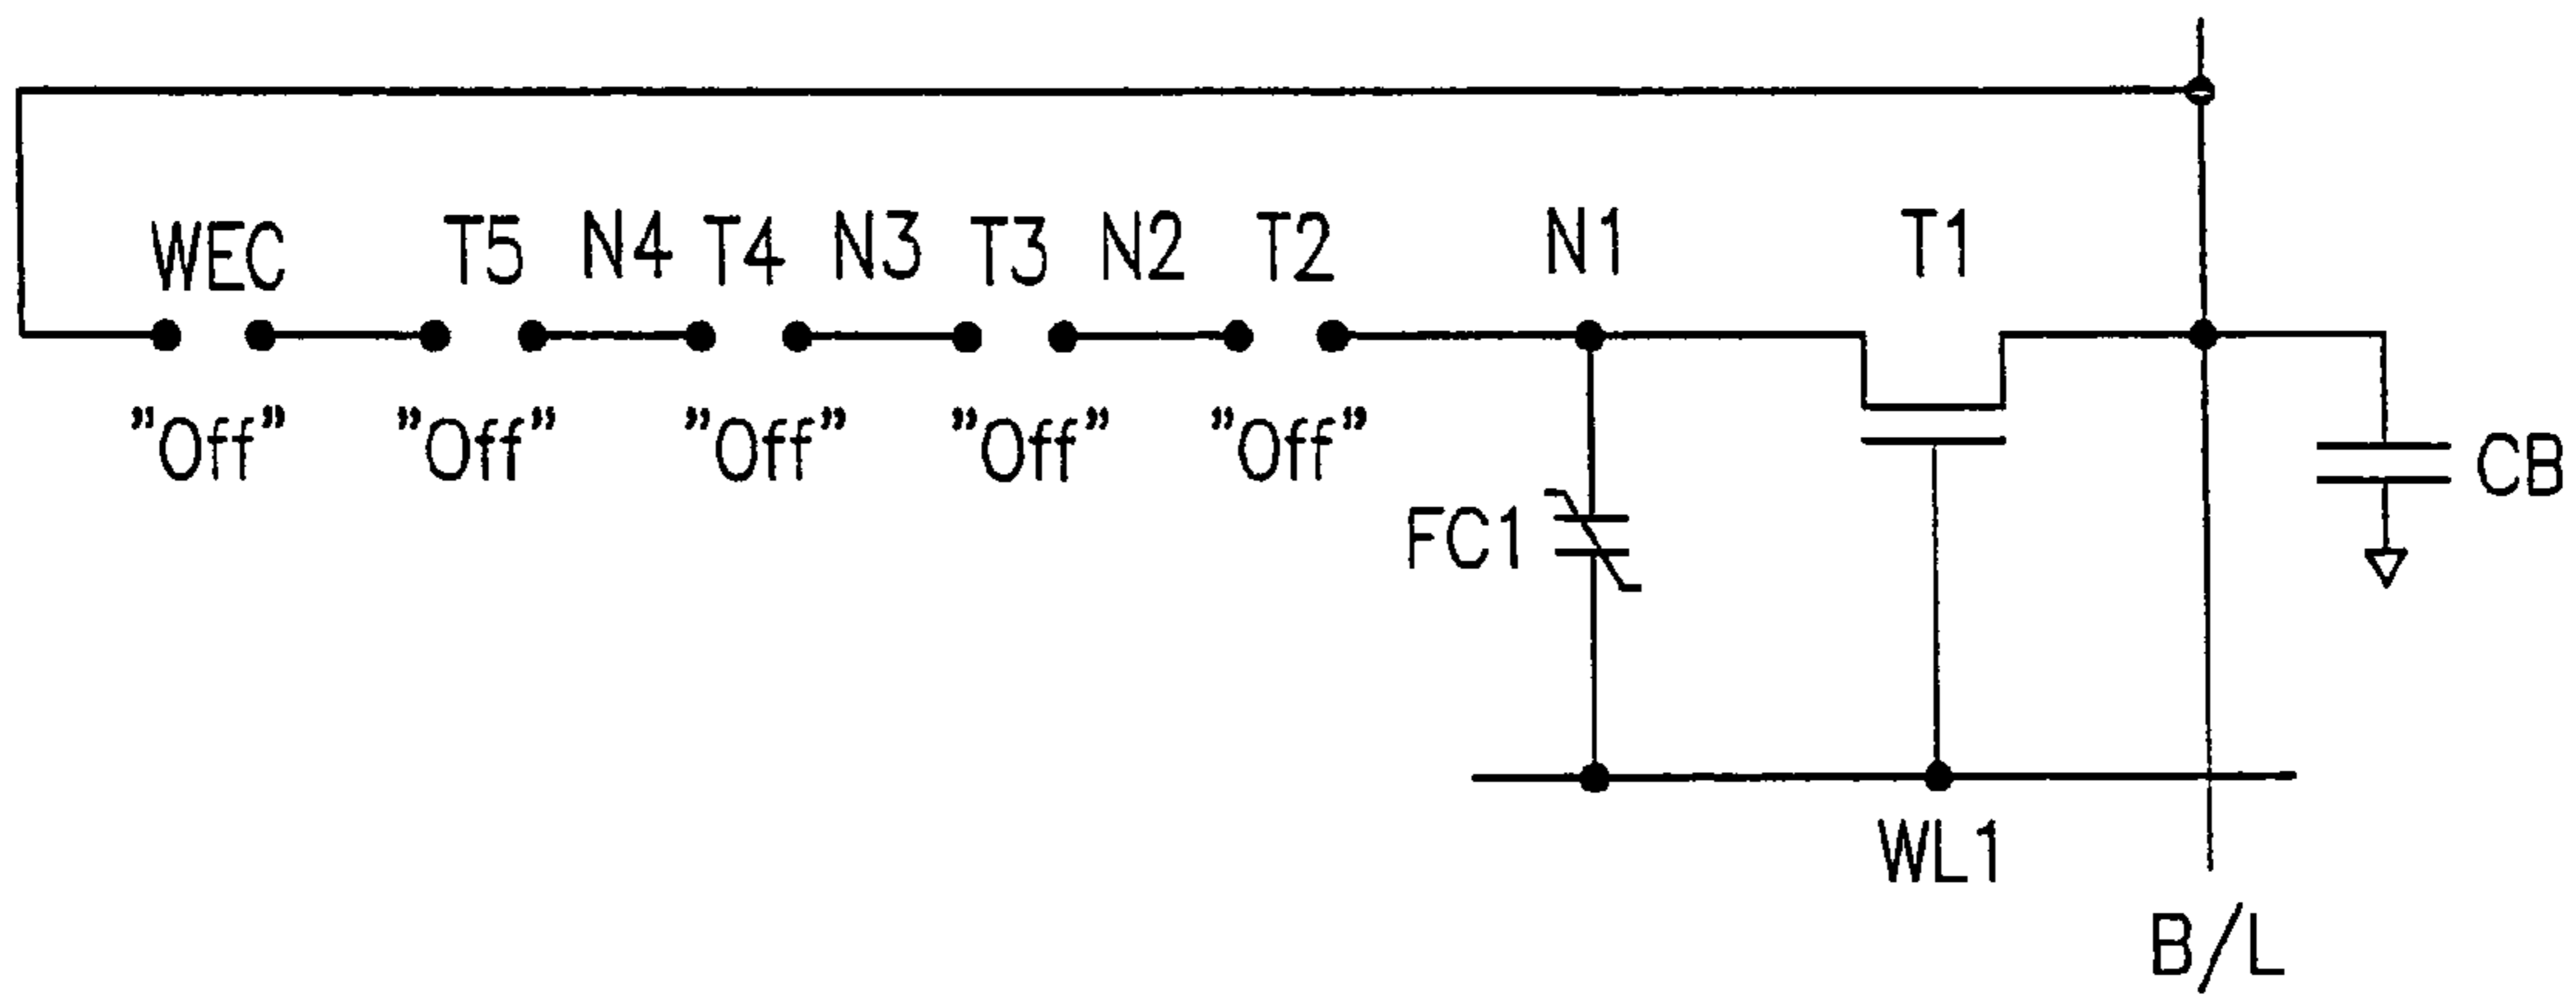 WEC T5 N4 T4 N3 T3 N2 T2 N1 T1
"Off" "Off" "Off" "Off" "Off"
CB
FC1
WL1
B/L